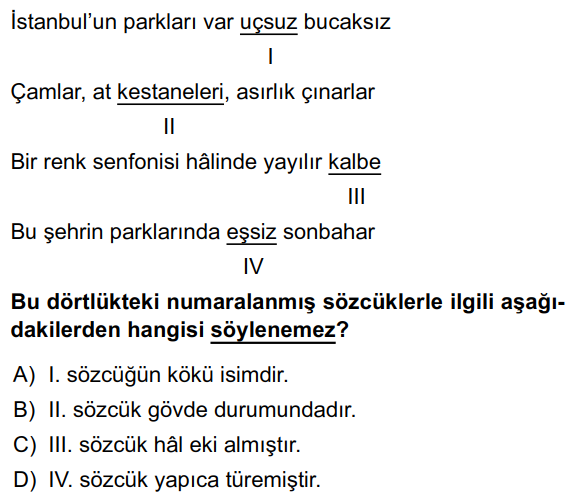 İstanbul'un parkları var uçsuz bucaksız
I
Çamlar, at kestaneleri, asırlık çınarlar
II
Bir renk senfonisi hâlinde yayılır kalbe
III
Bu şehrin parklarında eşsiz sonbahar
IV
Bu dörtlükteki numaralanmış sözcüklerle ilgili aşağı-
dakilerden hangisi söylenemez?
A) I. sözcüğün kökü isimdir.
B) II. sözcük gövde durumundadır.
C) III. sözcük hâl eki almıştır.
D) IV. sözcük yapıca türemiştir.